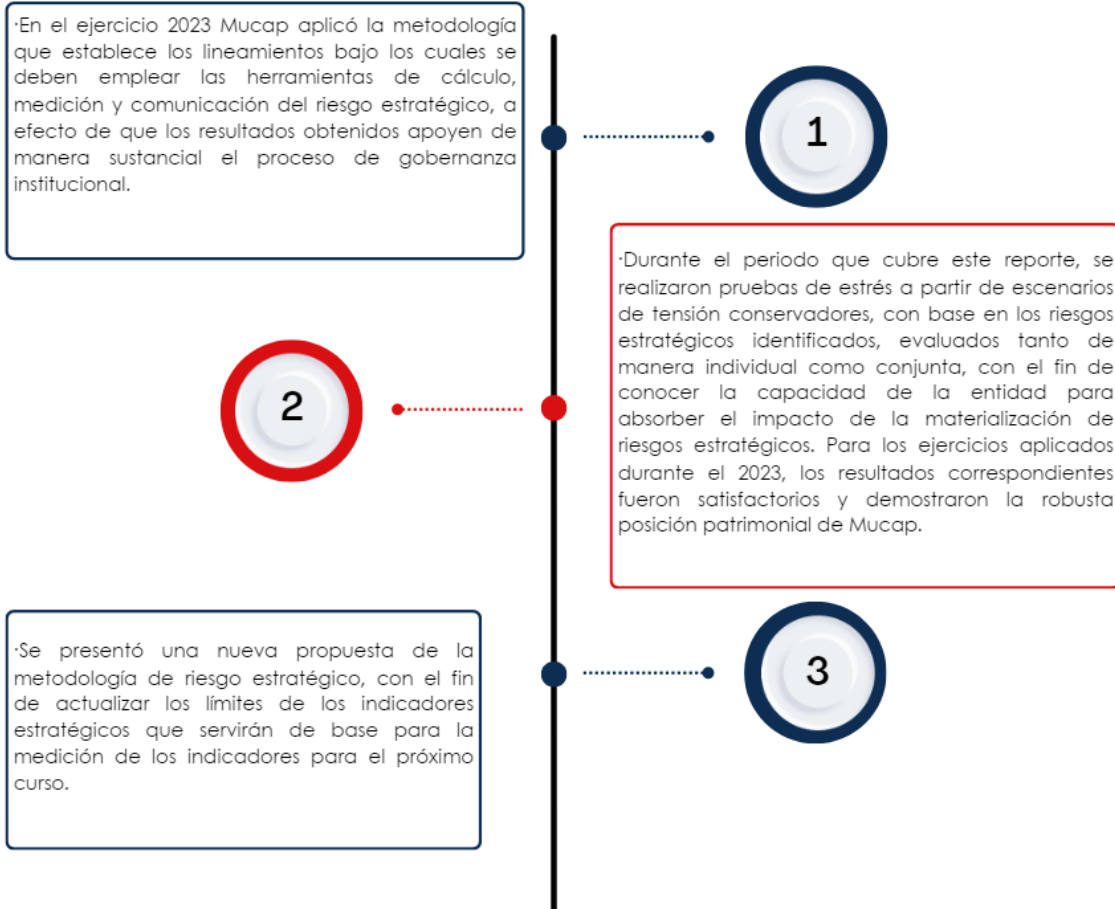 ·En el ejercicio 2023 Mucap aplicó la metodología
que establece los lineamientos bajo los cuales se
deben emplear las herramientas de cálculo,
medición y comunicación del riesgo estratégico, a
efecto de que los resultados obtenidos apoyen de
manera sustancial el proceso de gobernanza
institucional.
1
·Durante el periodo que cubre este reporte, se
realizaron pruebas de estrés a partir de escenarios
de tensión conservadores, con base en los riesgos
estratégicos identificados, evaluados tanto de
manera individual como conjunta, con el fin de
conocer la capacidad de la entidad para
absorber el impacto de la materialización de
riesgos estratégicos. Para los ejercicios aplicados
durante el 2023, los resultados correspondientes
fueron satisfactorios y demostraron la robusta
posición patrimonial de Mucap.
2
·Se presentó una nueva propuesta de la
metodología de riesgo estratégico, con el fin
de actualizar los límites de los indicadores
estratégicos que servirán de base para la
medición de los indicadores para el próximo
curso.
3